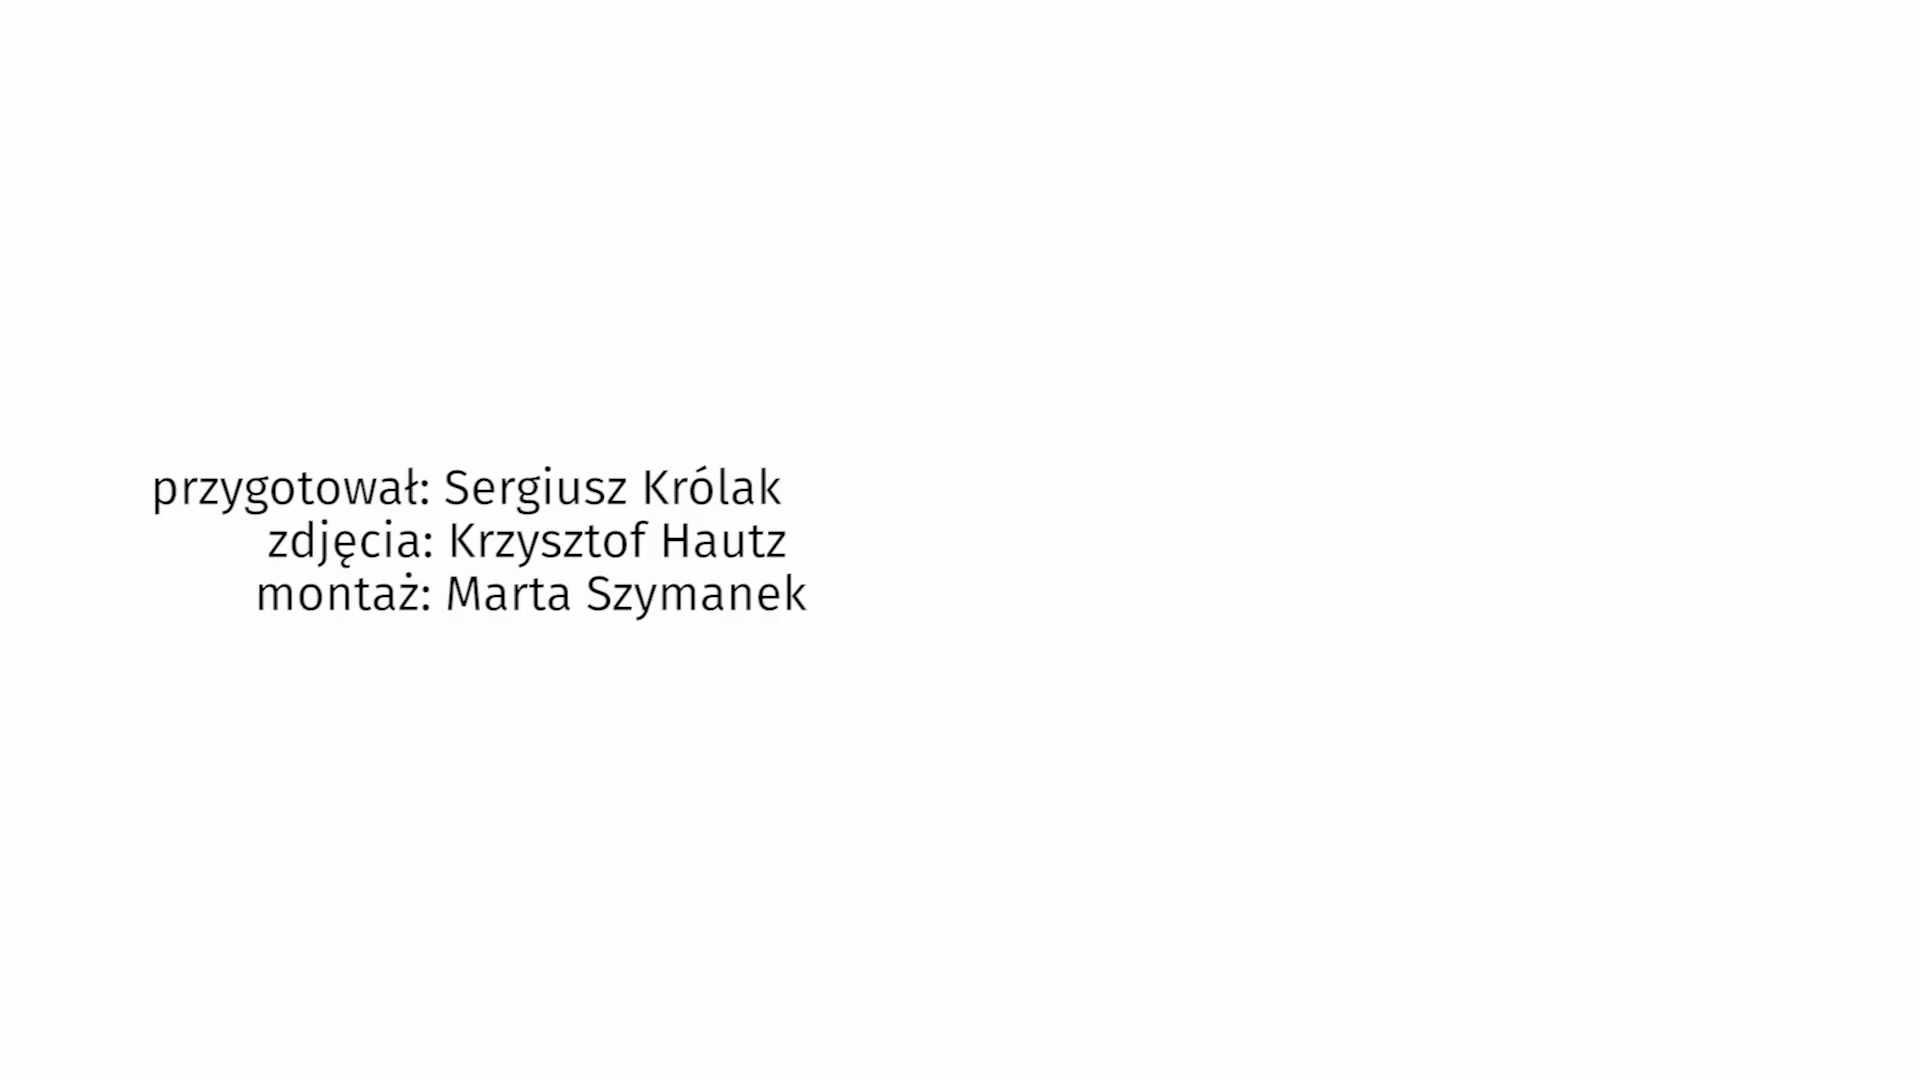 przygotował: Sergiusz Królak
zdjęcia: Krzysztof Hautz
montaż: Marta Szymanek